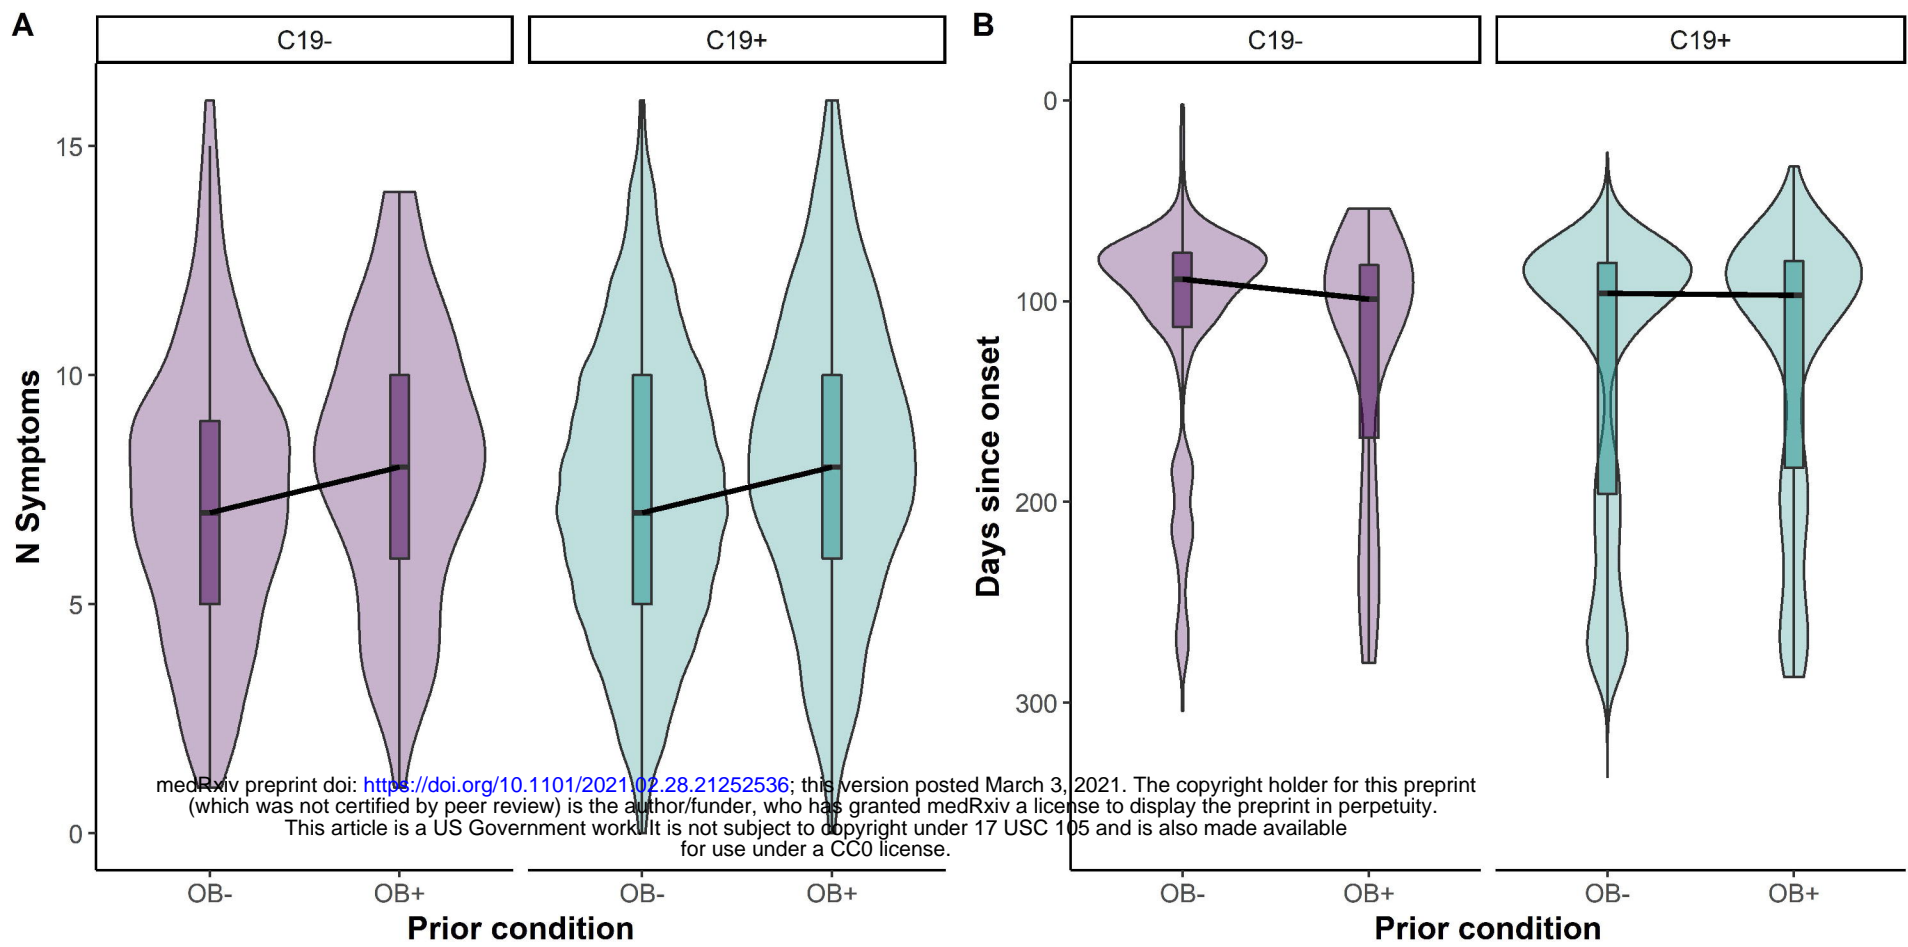 A
B
C19-
C19+
C19-
C19+
N Symptoms
15
10
5
0
Days since onset
0
100
200
300
medRxiv preprint doi: https://doi.org/10.1101/2021.02.28.21252536; this version posted March 3, 2021. The copyright holder for this preprint
(which was not certified by peer review) is the author/funder, who has granted medRxiv a license to display the preprint in perpetuity.
This article is a US Government work. It is not subject to copyright under 17 USC 105 and is also made available
for use under a CC0 license.
OB-
OB+
OB-
OB+
OB-
OB+
OB-
OB+
Prior condition
Prior condition